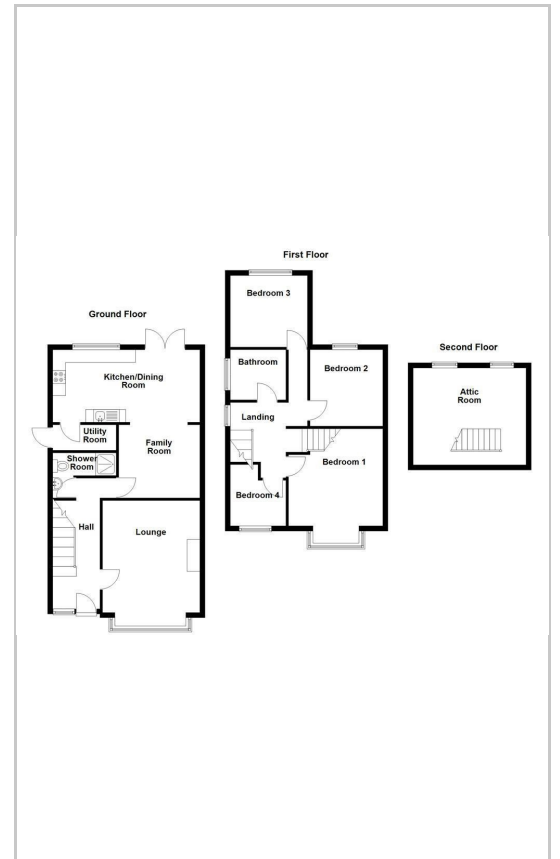 Ground Floor
Kitchen/Dining
Room
Utility
Room
Family
Room
Shower
Room
Hall
Lounge
First Floor
Bedroom 3
Bathroom
Bedroom 2
Landing
Bedroom 1
Bedroom 4
Second Floor
Attic
Room